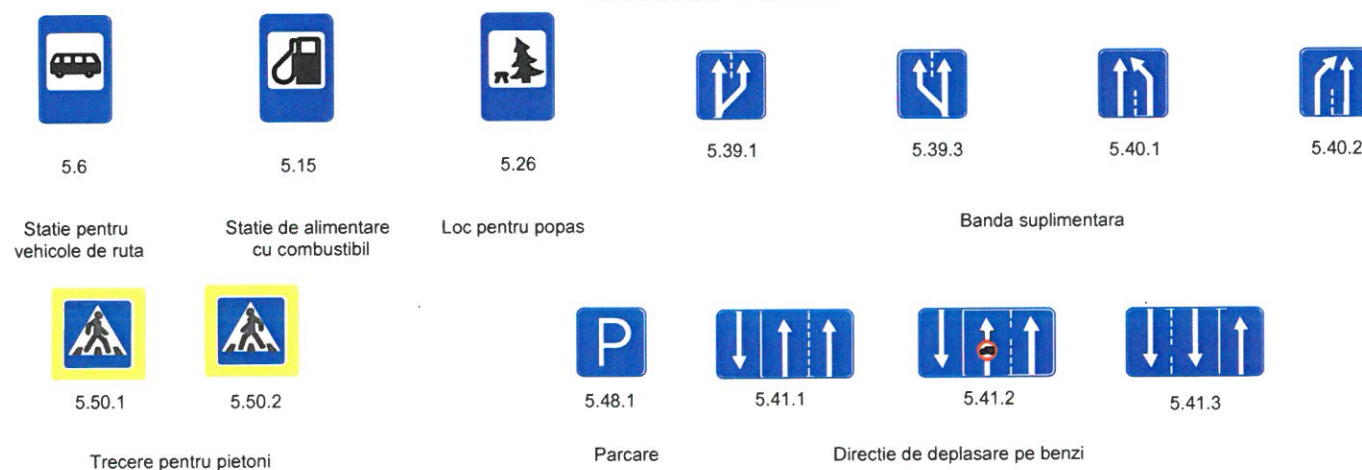 5.6
5.15
5.26
5.39.1
5.39.3
5.40.1
5.40.2
Statie pentru
vehicole de ruta
Statie de alimentare
cu combustibil
Loc pentru popas
Banda suplimentara
P
5.50.1
5.50.2
5.48.1
5.41.1
5.41.2
5.41.3
Trecere pentru pietoni
Parcare
Directie de deplasare pe benzi